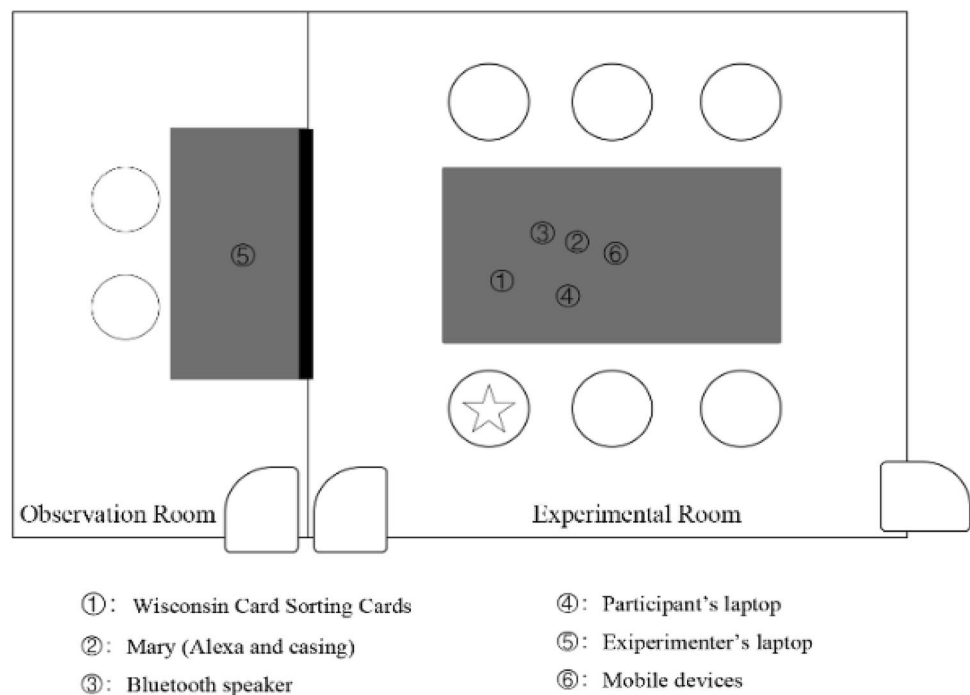 ③ ② ⑥
⑤
① ④
Observation Room
Experimental Room
①: Wisconsin Card Sorting Cards
②: Mary (Alexa and casing)
③: Bluetooth speaker
④: Participant's laptop
⑤: Exiperimenter's laptop
⑥: Mobile devices